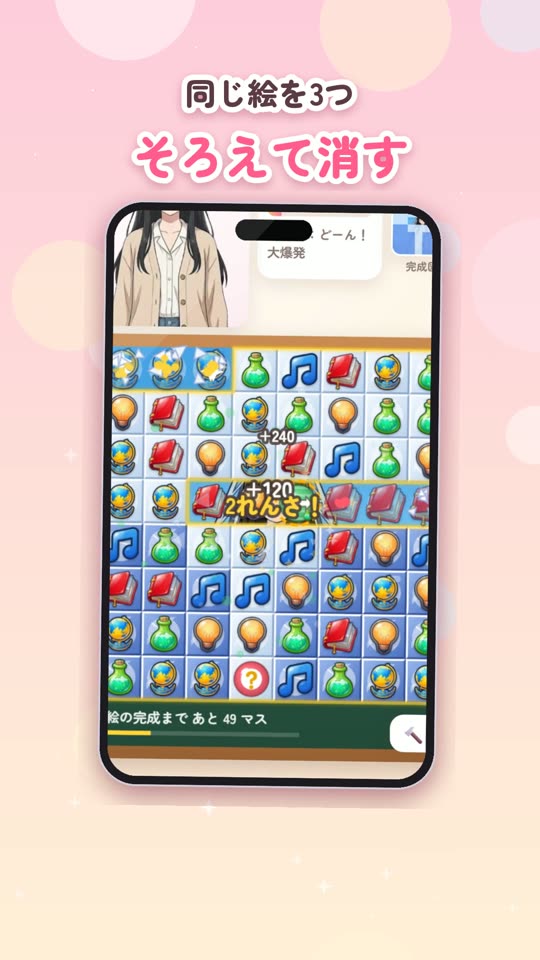 同じ絵を3つ
そろえて消す
どーん！
大爆発
完成
+240
+120
2れんさ！
?
絵の完成まで あと 49 マス